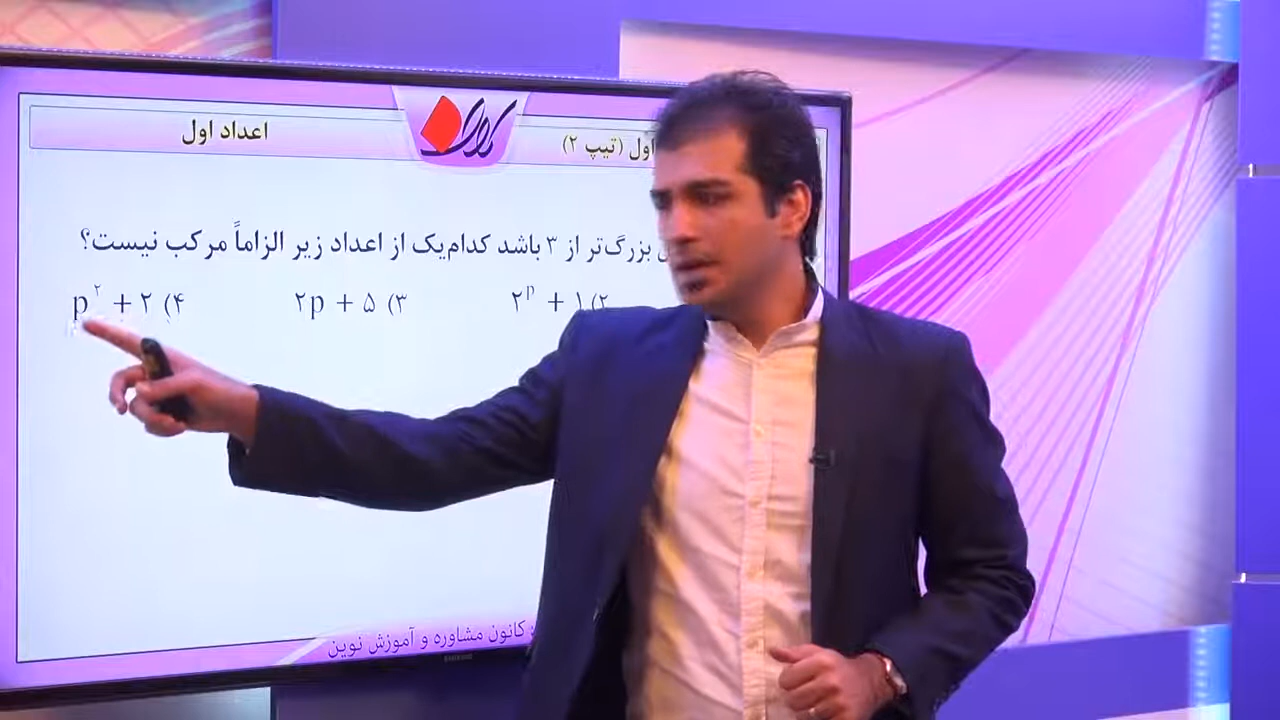 اول (تیپ ۲)
اعداد اول
بزرگ‌تر از ۳ باشد کدام‌یک از اعداد زیر الزاماً مرکب نیست؟
۲) ۲ᵖ + ۱
۳) ۲p + ۵
۴) p² + ۲
کانون مشاوره و آموزش نوین
SAMSUNG